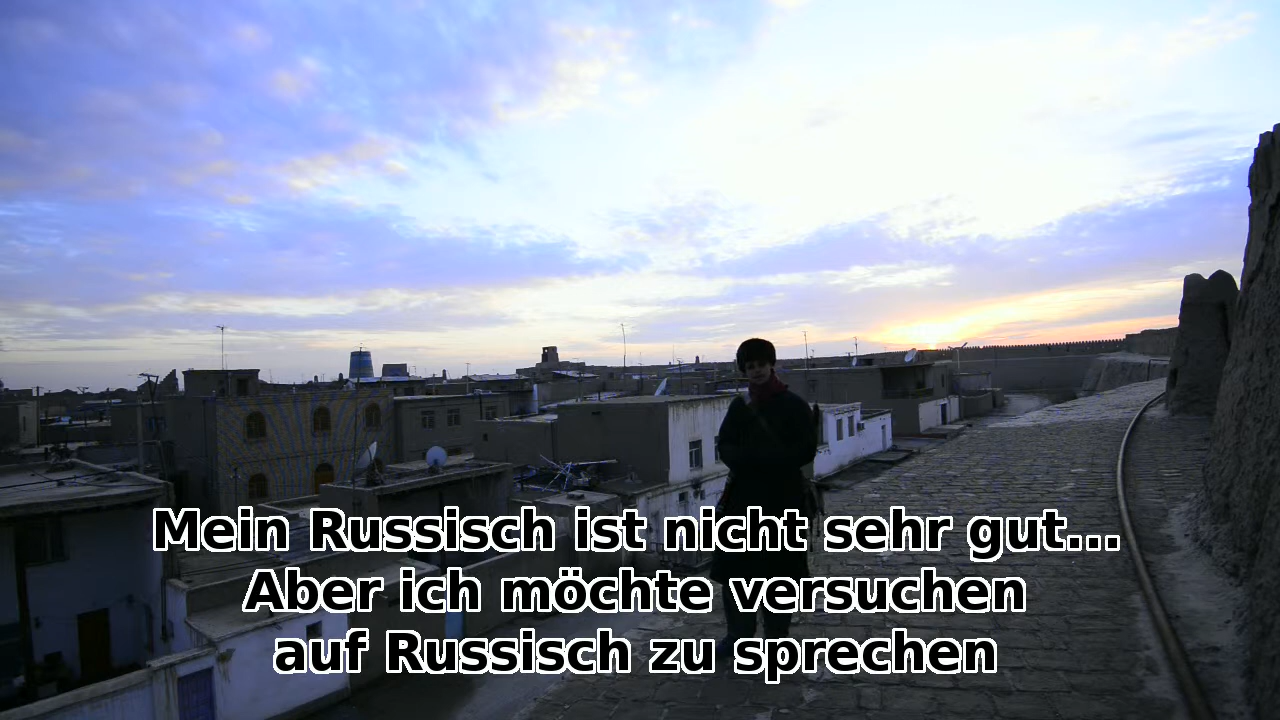 Mein Russisch ist nicht sehr gut...
Aber ich möchte versuchen
auf Russisch zu sprechen